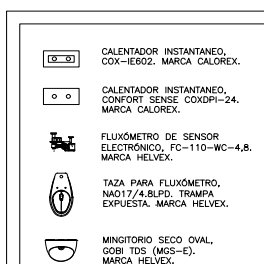 CALENTADOR INSTANTANEO,
COX-IE602. MARCA CALOREX.
CALENTADOR INSTANTANEO,
CONFORT SENSE COXDPI-24.
MARCA CALOREX.
FLUXÓMETRO DE SENSOR
ELECTRÓNICO, FC-110-WC-4,8.
MARCA HELVEX.
TAZA PARA FLUXÓMETRO,
NAO17/4.8LPD. TRAMPA
EXPUESTA. MARCA HELVEX.
MINGITORIO SECO OVAL,
GOBI TDS (MGS-E).
MARCA HELVEX.